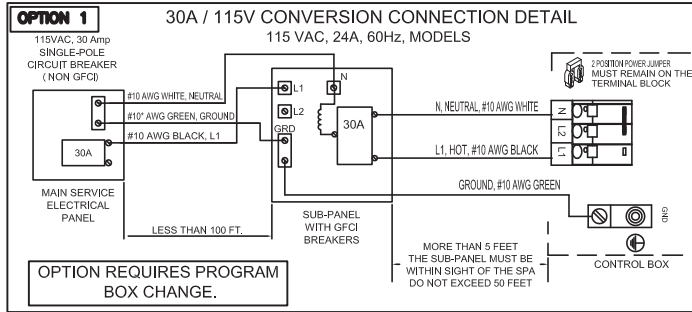 OPTION 1
30A / 115V CONVERSION CONNECTION DETAIL
115 VAC, 24A, 60Hz, MODELS
115VAC, 30 Amp
SINGLE-POLE
CIRCUIT BREAKER
( NON GFCI)
#10 AWG WHITE, NEUTRAL
#10* AWG GREEN, GROUND
#10 AWG BLACK, L1
30A
MAIN SERVICE
ELECTRICAL
PANEL
LESS THAN 100 FT.
N
L1
L2
GRD
30A
SUB-PANEL
WITH GFCI
BREAKERS
N, NEUTRAL, #10 AWG WHITE
L1, HOT, #10 AWG BLACK
GROUND, #10 AWG GREEN
MORE THAN 5 FEET
THE SUB-PANEL MUST BE
WITHIN SIGHT OF THE SPA
DO NOT EXCEED 50 FEET
2 POSITION POWER JUMPER
MUST REMAIN ON THE
TERMINAL BLOCK
N
L2
L1
GND
CONTROL BOX
OPTION REQUIRES PROGRAM
BOX CHANGE.